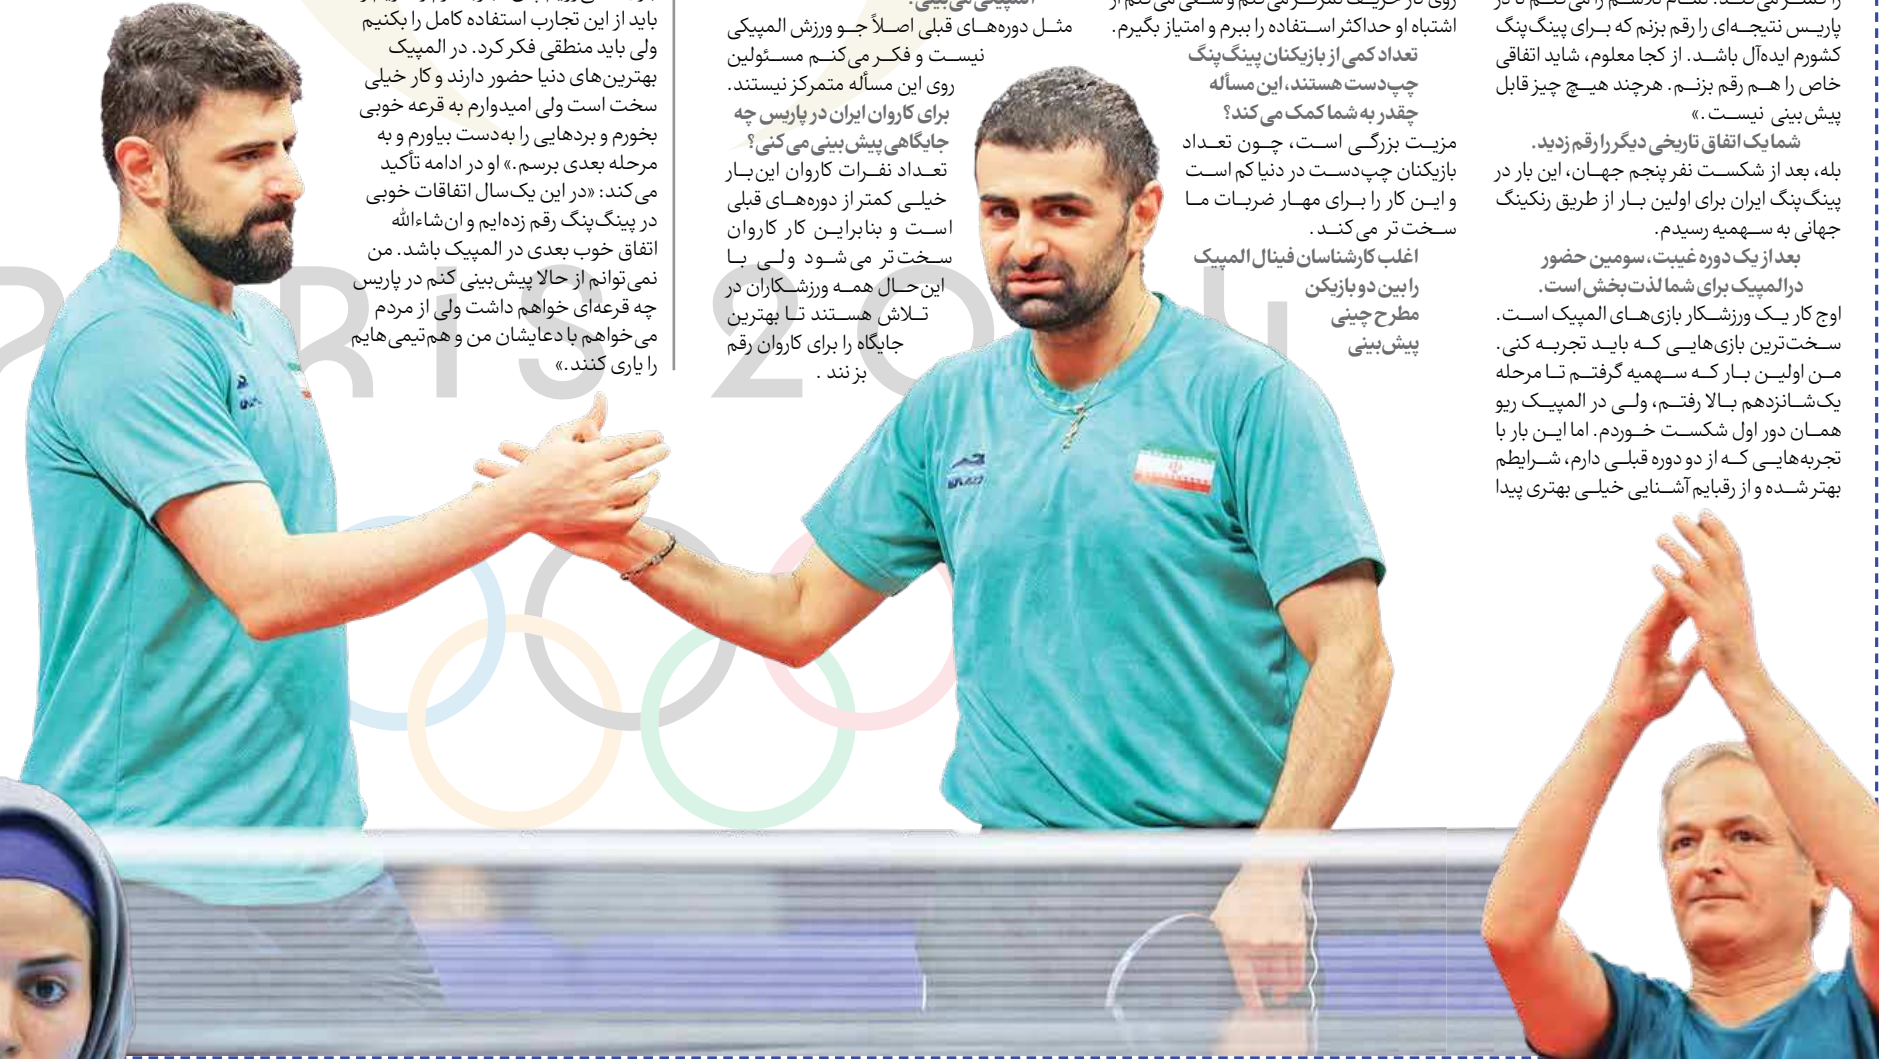 پاریس نتیجه‌ای را رقم بزنم که برای پینگ‌پنگ
کشورم ایده‌آل باشد. از کجا معلوم، شاید اتفاقی
خاص را هم رقم بزنم. هرچند هیچ چیز قابل
پیش‌بینی نیست.»
شما یک اتفاق تاریخی دیگر را رقم زدید.
بله، بعد از شکست نفر پنجم جهان، این بار در
پینگ‌پنگ ایران برای اولین بار از طریق رنکینگ
جهانی به سهمیه رسیدم.
بعد از یک دوره غیبت، سومین حضور
در المپیک برای شما لذت‌بخش است.
اوج کار یک ورزشکار بازی‌های المپیک است.
سخت‌ترین بازی‌هایی که باید تجربه کنی.
من اولین بار که سهمیه گرفتم تا مرحله
یک‌شانزدهم بالا رفتم، ولی در المپیک ریو
همان دور اول شکست خوردم. اما این بار با
تجربه‌هایی که از دو دوره قبلی دارم، شرایطم
بهتر شده و از رقبایم آشنایی خیلی بهتری پیدا
اشتباه او حداکثر استفاده را ببرم و امتیاز بگیرم.
تعداد کمی از بازیکنان پینگ‌پنگ
چپ‌دست هستند، این مسأله
چقدر به شما کمک می‌کند؟
مزیت بزرگی است، چون تعداد
بازیکنان چپ‌دست در دنیا کم است
و این کار را برای مهار ضربات ما
سخت‌تر می‌کند.
اغلب کارشناسان فینال المپیک
را بین دو بازیکن
مطرح چینی
پیش‌بینی
مثل دوره‌های قبلی اصلاً جو ورزش المپیکی
نیست و فکر می‌کنم مسئولین
روی این مسأله متمرکز نیستند.
برای کاروان ایران در پاریس چه
جایگاهی پیش‌بینی می‌کنی؟
تعداد نفرات کاروان این‌بار
خیلی کمتر از دوره‌های قبلی
است و بنابراین کار کاروان
سخت‌تر می‌شود ولی با
این‌حال همه ورزشکاران در
تلاش هستند تا بهترین
جایگاه را برای کاروان رقم
بزنند.
باید از این تجارب استفاده کامل را بکنیم
ولی باید منطقی فکر کرد. در المپیک
بهترین‌های دنیا حضور دارند و کار خیلی
سخت است ولی امیدوارم به قرعه خوبی
بخورم و بردهایی را به‌دست بیاورم و به
مرحله بعدی برسم.» او در ادامه تأکید
می‌کند: «در این یک‌سال اتفاقات خوبی
در پینگ‌پنگ رقم زده‌ایم و ان‌شاءالله
اتفاق خوب بعدی در المپیک باشد. من
نمی‌توانم از حالا پیش‌بینی کنم در پاریس
چه قرعه‌ای خواهم داشت ولی از مردم
می‌خواهم با دعایشان من و هم‌تیمی‌هایم
را یاری کنند.»